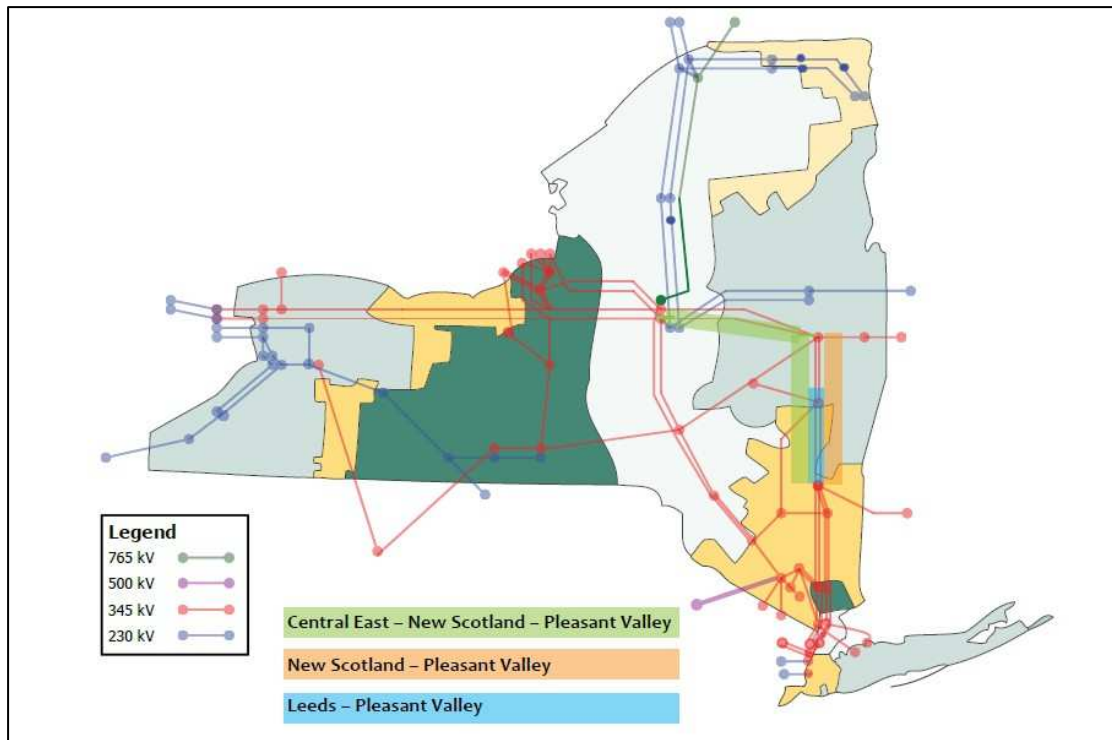 Legend
765 kV
500 kV
345 kV
230 kV
Central East – New Scotland – Pleasant Valley
New Scotland – Pleasant Valley
Leeds – Pleasant Valley